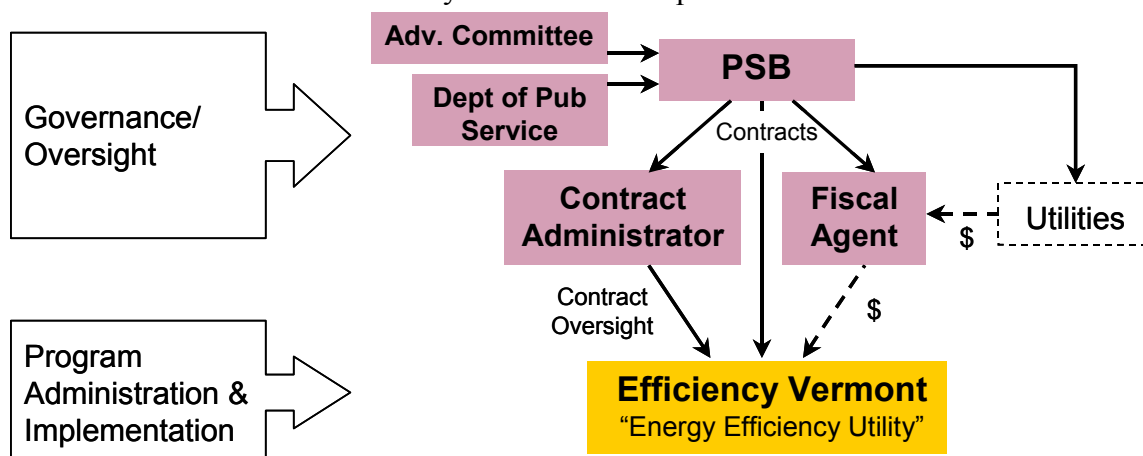 Adv. Committee
PSB
Dept of Pub
Service
Governance/
Oversight
Contracts
Contract
Administrator
Fiscal
Agent
Utilities
$
Contract
Oversight
$
Program
Administration &
Implementation
Efficiency Vermont
“Energy Efficiency Utility”